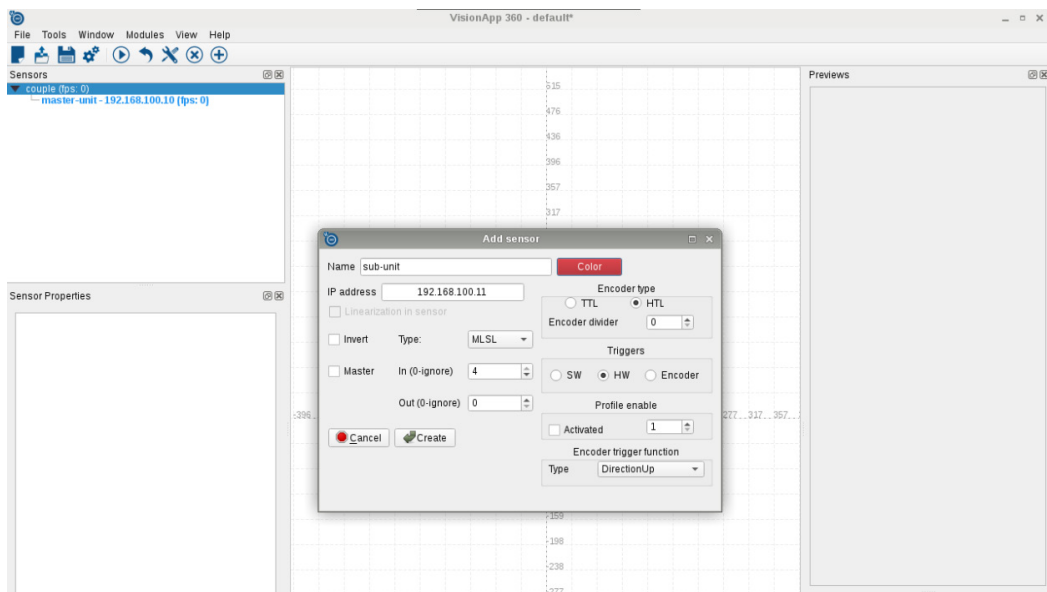 VisionApp 360 - default*
File Tools Window Modules View Help
Sensors
Previews
couple (fps: 0)
master-unit - 192.168.100.10 (fps: 0)
515
476
436
396
357
317
Add sensor
Name sub-unit Color
IP address 192.168.100.11
Linearization in sensor
Invert Type: MLSL
Master In (0-ignore) 4
Out (0-ignore) 0
Cancel Create
Encoder type
TTL HTL
Encoder divider 0
Triggers
SW HW Encoder
Profile enable
Activated 1
Encoder trigger function
Type DirectionUp
Sensor Properties
-396
277 317 357
-159
-198
-238
-277